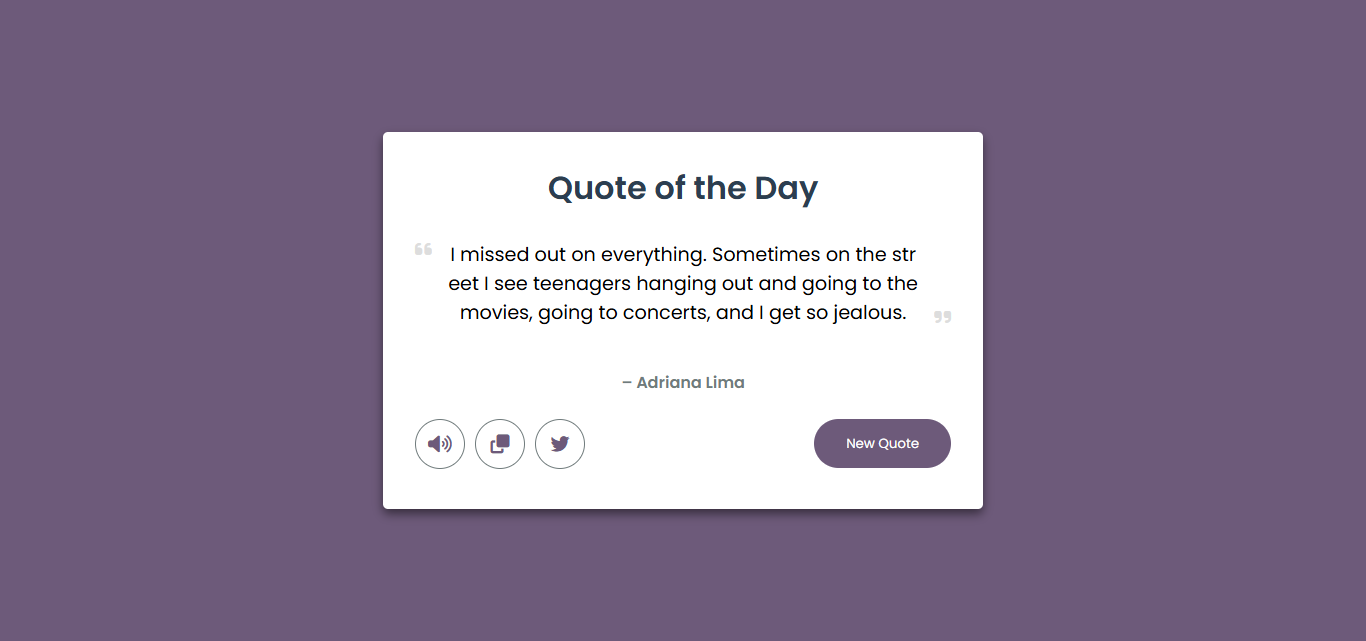 Quote of the Day
“ I missed out on everything. Sometimes on the str
eet I see teenagers hanging out and going to the
movies, going to concerts, and I get so jealous. ”
– Adriana Lima
New Quote